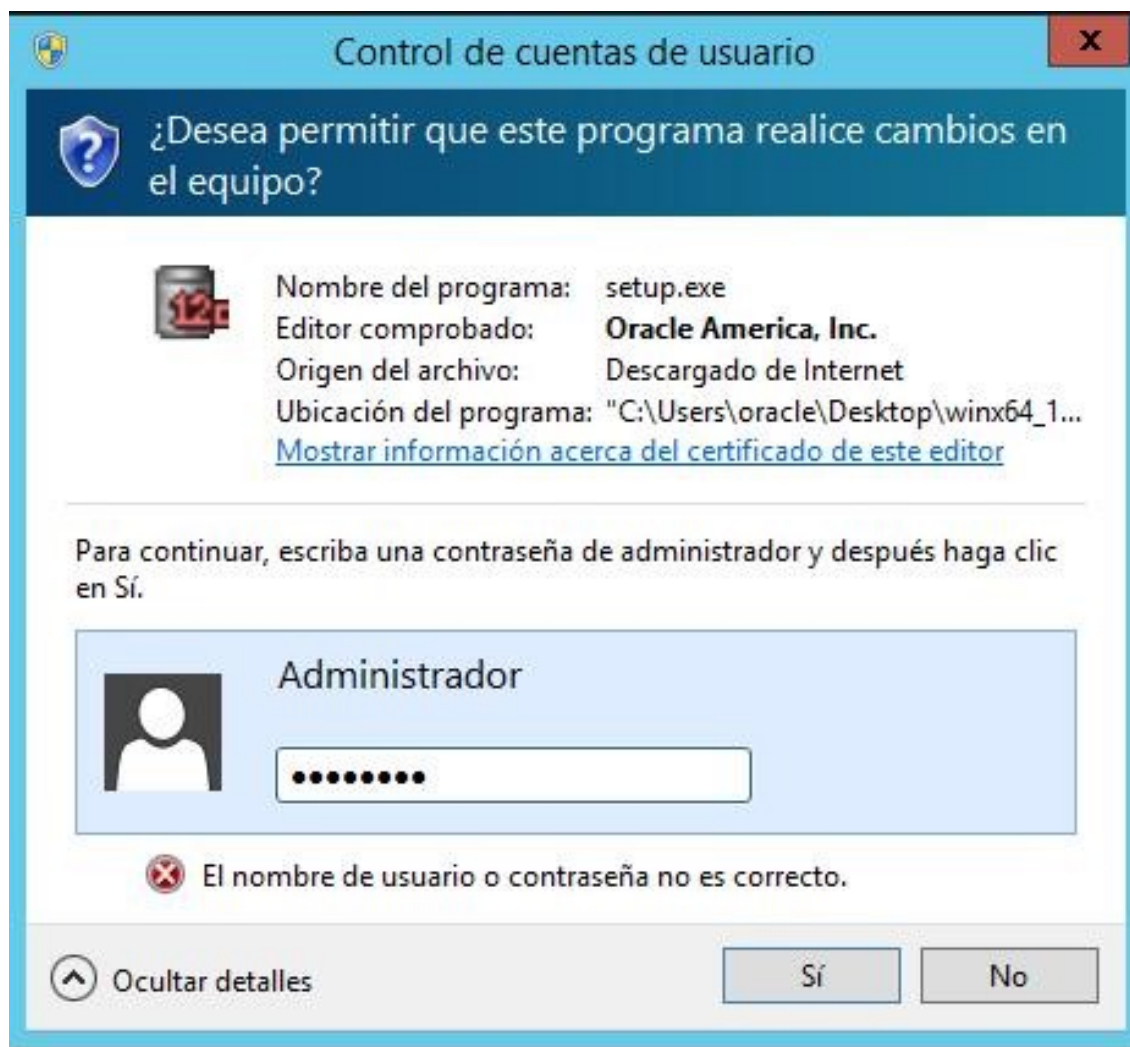 Control de cuentas de usuario
x
¿Desea permitir que este programa realice cambios en
el equipo?
12c
Nombre del programa: setup.exe
Editor comprobado: Oracle America, Inc.
Origen del archivo: Descargado de Internet
Ubicación del programa: "C:\Users\oracle\Desktop\winx64_1...
Mostrar información acerca del certificado de este editor
Para continuar, escriba una contraseña de administrador y después haga clic
en Sí.
Administrador
El nombre de usuario o contraseña no es correcto.
Ocultar detalles
Sí
No